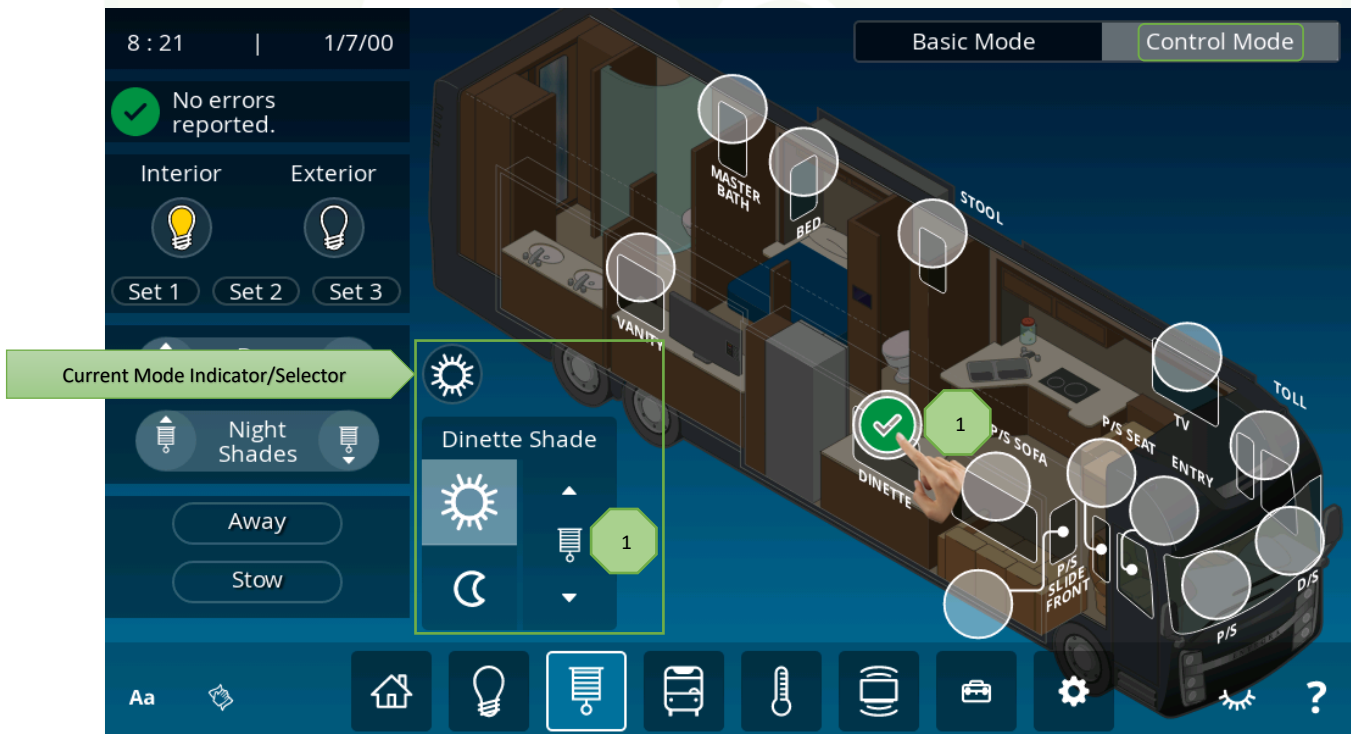 8 : 21 | 1/7/00
Basic Mode
Control Mode
No errors
reported.
Interior
Exterior
Set 1
Set 2
Set 3
Current Mode Indicator/Selector
Night
Shades
Away
Stow
Dinette Shade
1
1
MASTER
BATH
BED
STOOL
VANITY
DINETTE
P/S SOFA
P/S SEAT
ENTRY
TV
TOLL
P/S
SLIDE
FRONT
P/S
D/S
Aa
?